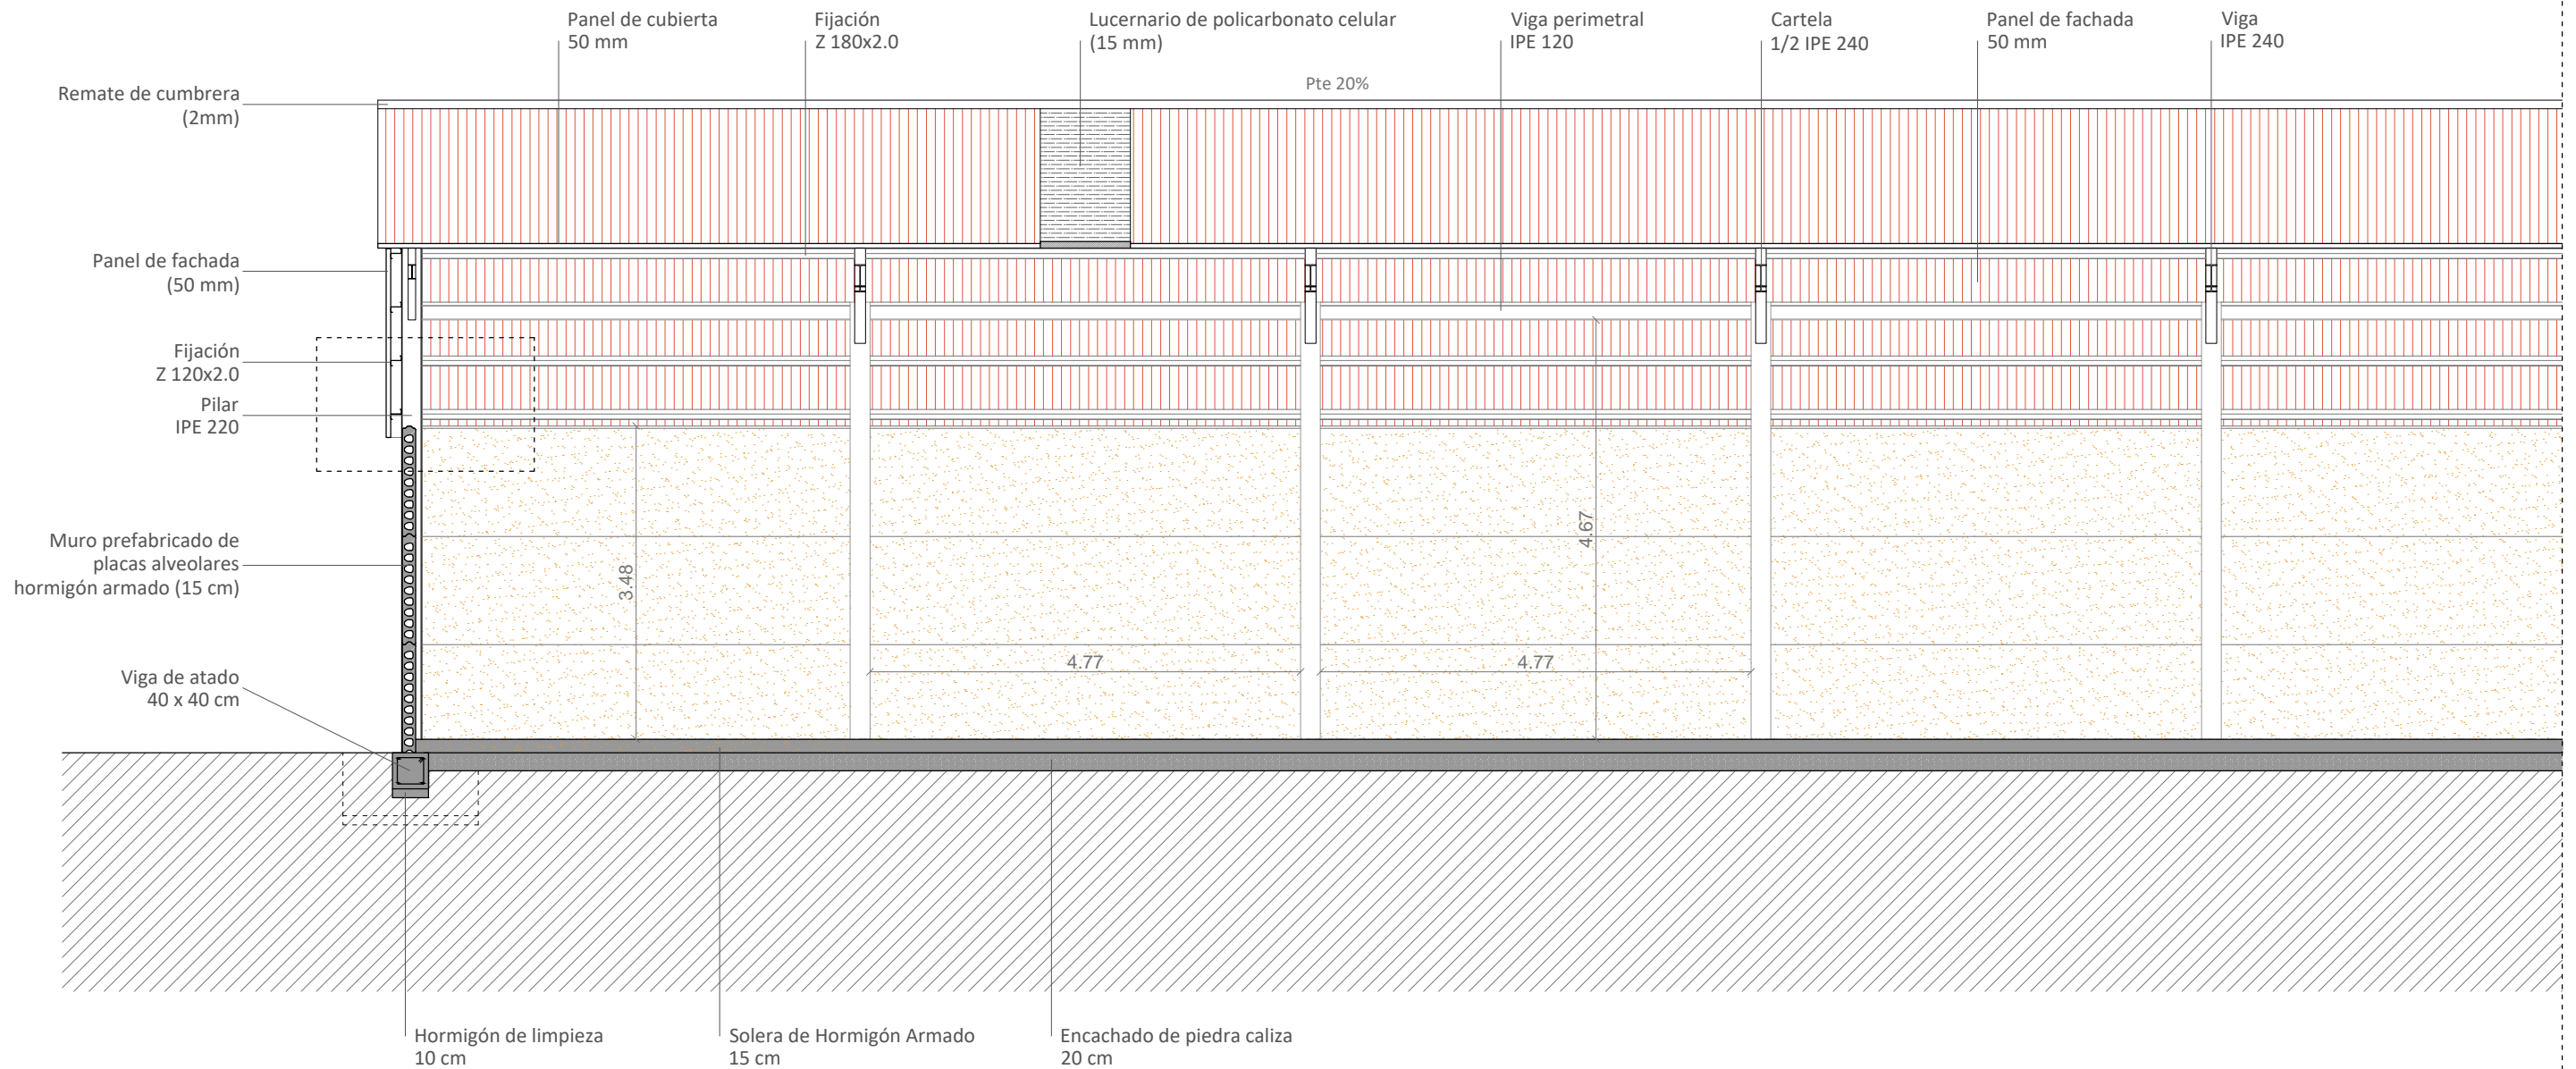 Panel de cubierta
50 mm
Fijación
Z 180x2.0
Lucernario de policarbonato celular
(15 mm)
Viga perimetral
IPE 120
Cartela
1/2 IPE 240
Panel de fachada
50 mm
Viga
IPE 240
Pte 20%
Remate de cumbrera
(2mm)
Panel de fachada
(50 mm)
Fijación
Z 120x2.0
Pilar
IPE 220
Muro prefabricado de
placas alveolares
hormigón armado (15 cm)
3.48
4.67
4.77
4.77
Viga de atado
40 x 40 cm
Hormigón de limpieza
10 cm
Solera de Hormigón Armado
15 cm
Encachado de piedra caliza
20 cm